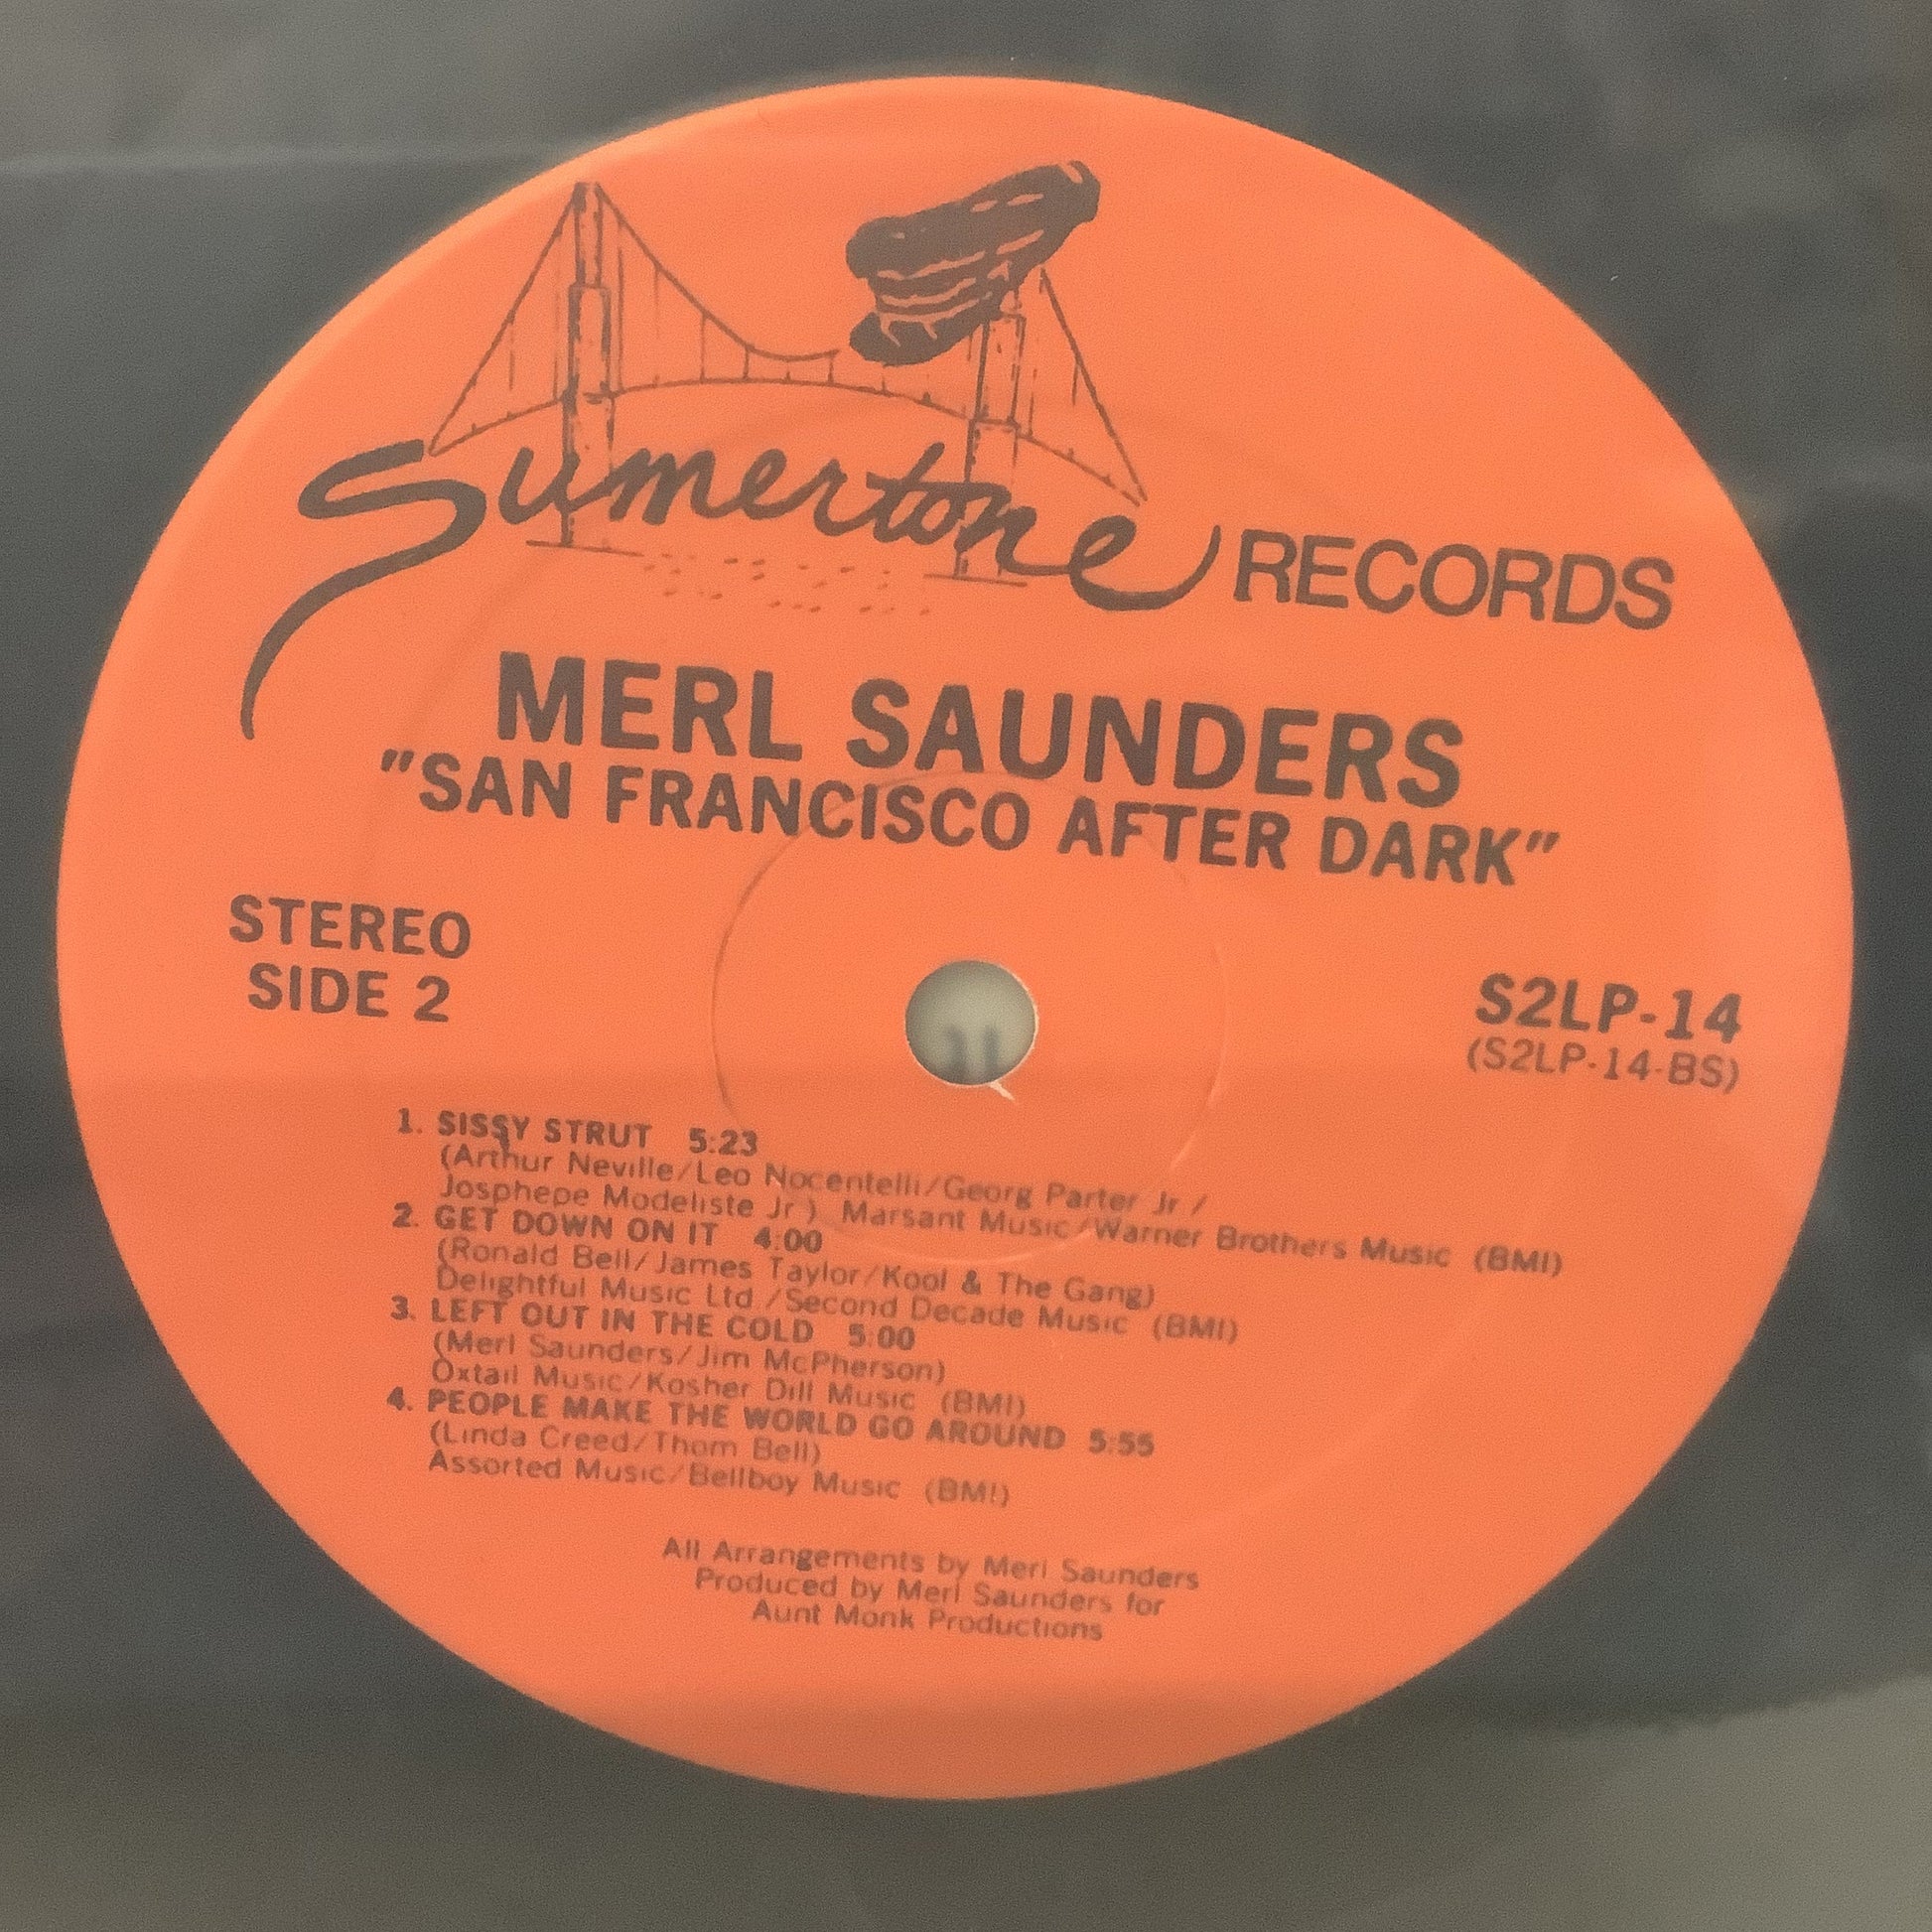 Sumertone RECORDS
MERL SAUNDERS
"SAN FRANCISCO AFTER DARK"
STEREO
SIDE 2
S2LP-14
(S2LP-14-BS)
1. SISSY STRUT 5:23
(Arthur Neville/Leo Nocentelli/Georg Parter Jr /
Josphepe Modeliste Jr ) Marsant Music/Warner Brothers Music (BMI)
2. GET DOWN ON IT 4:00
(Ronald Bell/James Taylor/Kool & The Gang)
Delightful Music Ltd /Second Decade Music (BMI)
3. LEFT OUT IN THE COLD 5:00
(Merl Saunders/Jim McPherson)
Oxtail Music/Kosher Dill Music (BMI)
4. PEOPLE MAKE THE WORLD GO AROUND 5:55
(Linda Creed/Thom Bell)
Assorted Music/Bellboy Music (BMI)
All Arrangements by Merl Saunders
Produced by Merl Saunders for
Aunt Monk Productions